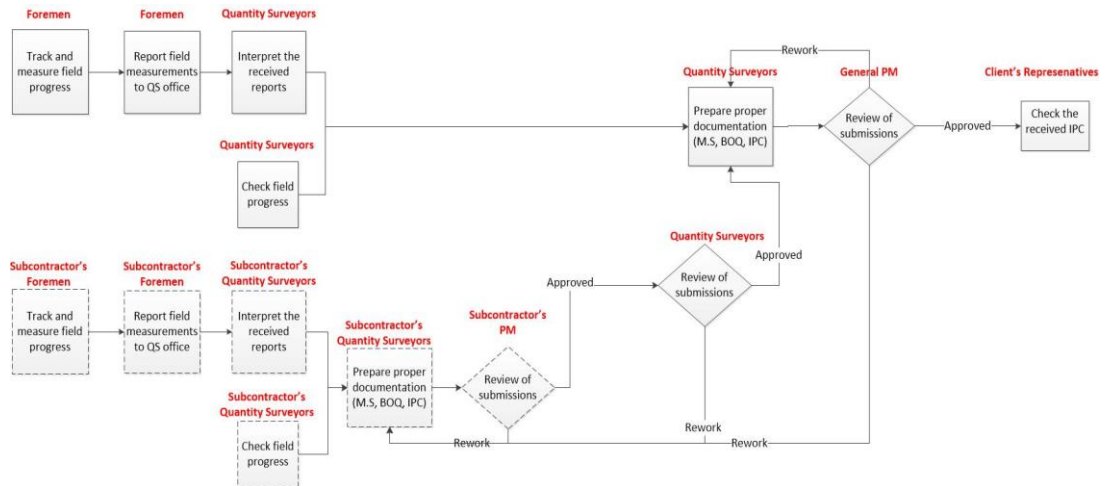 Foremen
Track and
measure field
progress
Foremen
Report field
measurements
to QS office
Quantity Surveyors
Interpret the
received
reports
Quantity Surveyors
Check field
progress
Rework
Quantity Surveyors
Prepare proper
documentation
(M.S, BOQ, IPC)
General PM
Review of
submissions
Approved
Client's Represenatives
Check the
received IPC
Subcontractor's
Foremen
Track and
measure field
progress
Subcontractor's
Foremen
Report field
measurements
to QS office
Subcontractor's
Quantity Surveyors
Interpret the
received
reports
Subcontractor's
Quantity Surveyors
Check field
progress
Subcontractor's
Quantity Surveyors
Prepare proper
documentation
(M.S, BOQ, IPC)
Subcontractor's
PM
Review of
submissions
Approved
Quantity Surveyors
Review of
submissions
Approved
Rework
Rework
Rework